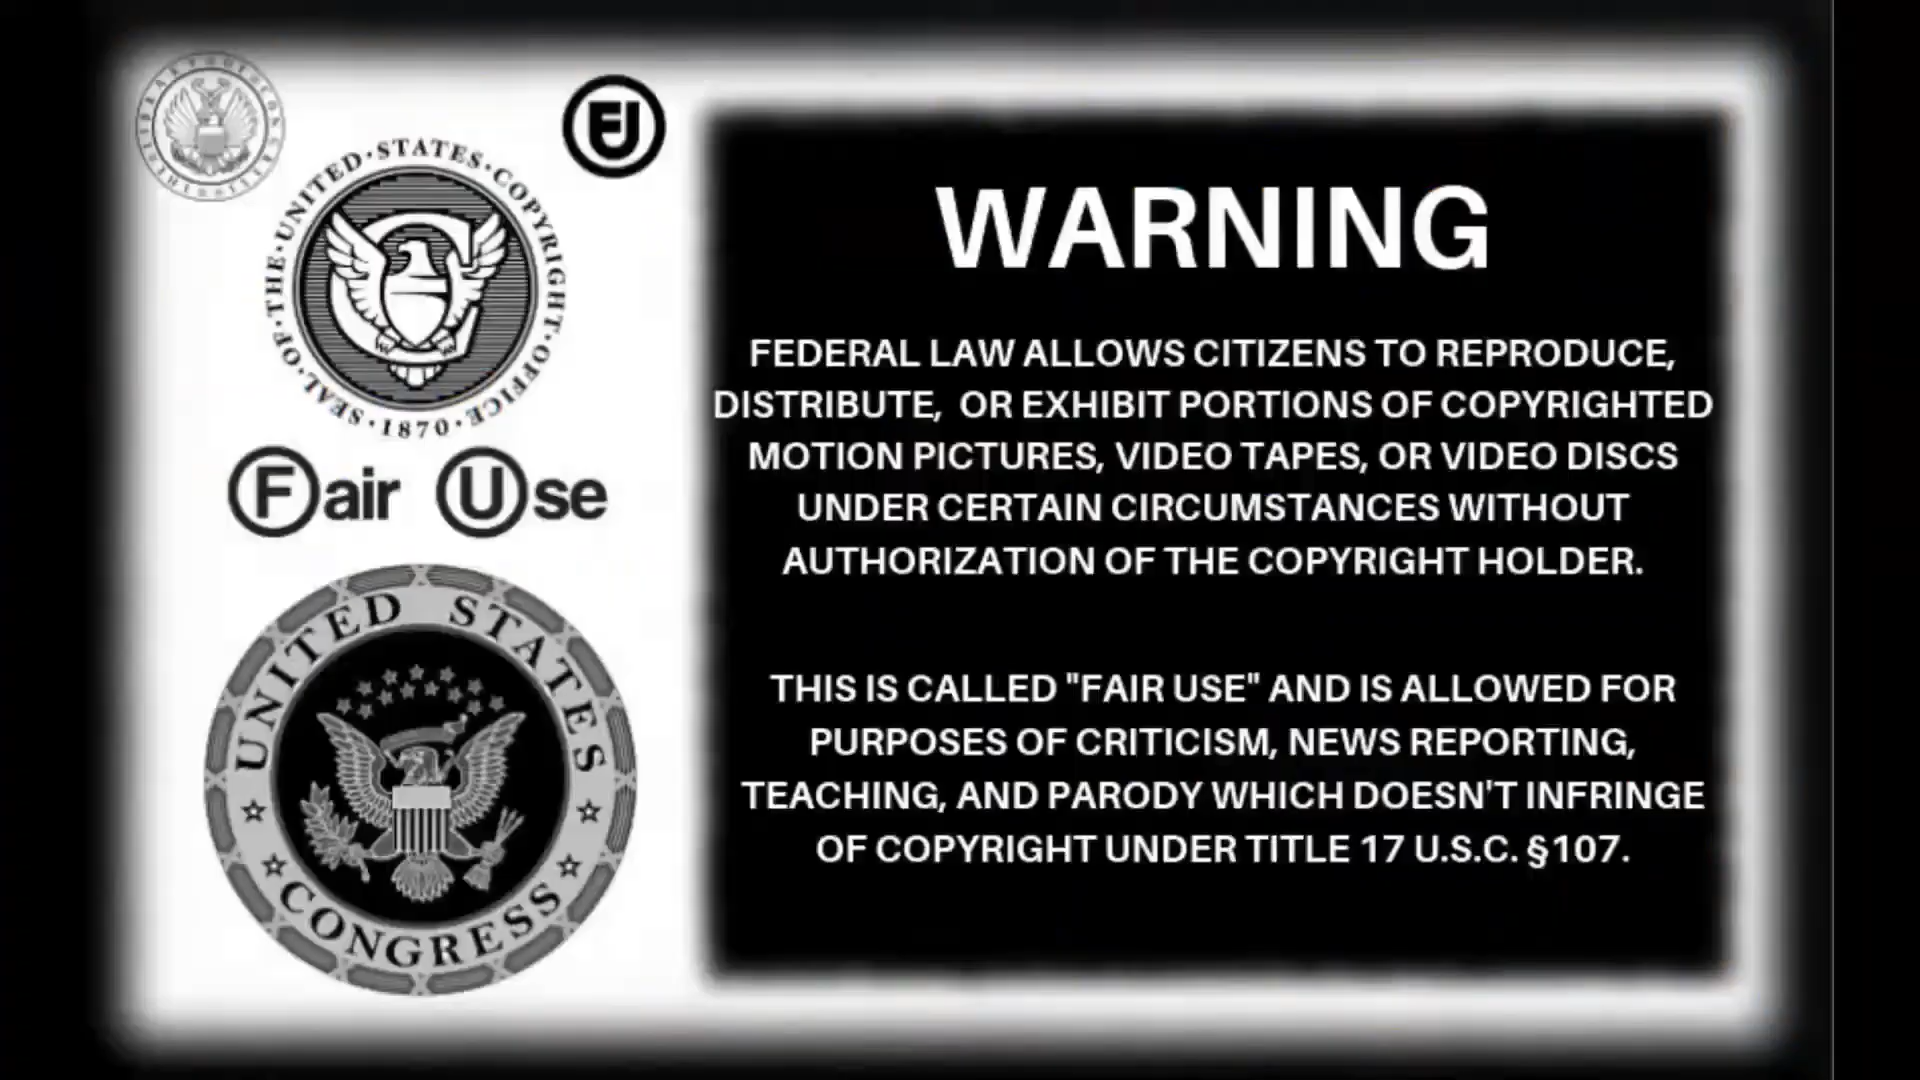 THE·UNITED·STATES·COPYRIGHT·OFFICE·
SEAL·OF·
·1870·
Fair Use
UNITED STATES
CONGRESS
WARNING
FEDERAL LAW ALLOWS CITIZENS TO REPRODUCE,
DISTRIBUTE, OR EXHIBIT PORTIONS OF COPYRIGHTED
MOTION PICTURES, VIDEO TAPES, OR VIDEO DISCS
UNDER CERTAIN CIRCUMSTANCES WITHOUT
AUTHORIZATION OF THE COPYRIGHT HOLDER.
THIS IS CALLED "FAIR USE" AND IS ALLOWED FOR
PURPOSES OF CRITICISM, NEWS REPORTING,
TEACHING, AND PARODY WHICH DOESN'T INFRINGE
OF COPYRIGHT UNDER TITLE 17 U.S.C. §107.